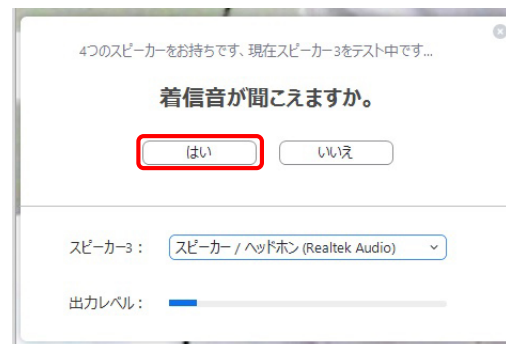 4つのスピーカーをお持ちです、現在スピーカー3をテスト中です...
着信音が聞こえますか。
はい
いいえ
スピーカー3：
スピーカー / ヘッドホン (Realtek Audio)
出力レベル：